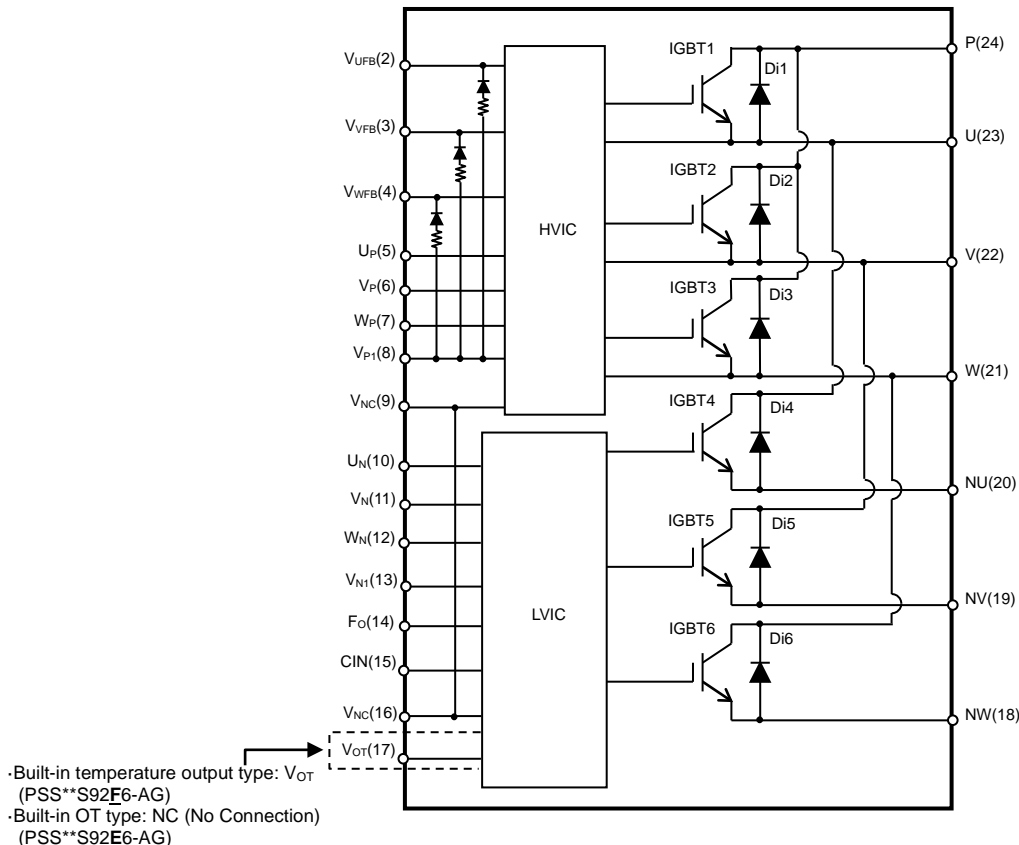 VUFB(2)
VVFB(3)
VWFB(4)
UP(5)
VP(6)
WP(7)
VP1(8)
VNC(9)
UN(10)
VN(11)
WN(12)
VN1(13)
FO(14)
CIN(15)
VNC(16)
VOT(17)
HVIC
LVIC
IGBT1
Di1
IGBT2
Di2
IGBT3
Di3
IGBT4
Di4
IGBT5
Di5
IGBT6
Di6
P(24)
U(23)
V(22)
W(21)
NU(20)
NV(19)
NW(18)
·Built-in temperature output type: VOT
(PSS**S92F6-AG)
·Built-in OT type: NC (No Connection)
(PSS**S92E6-AG)